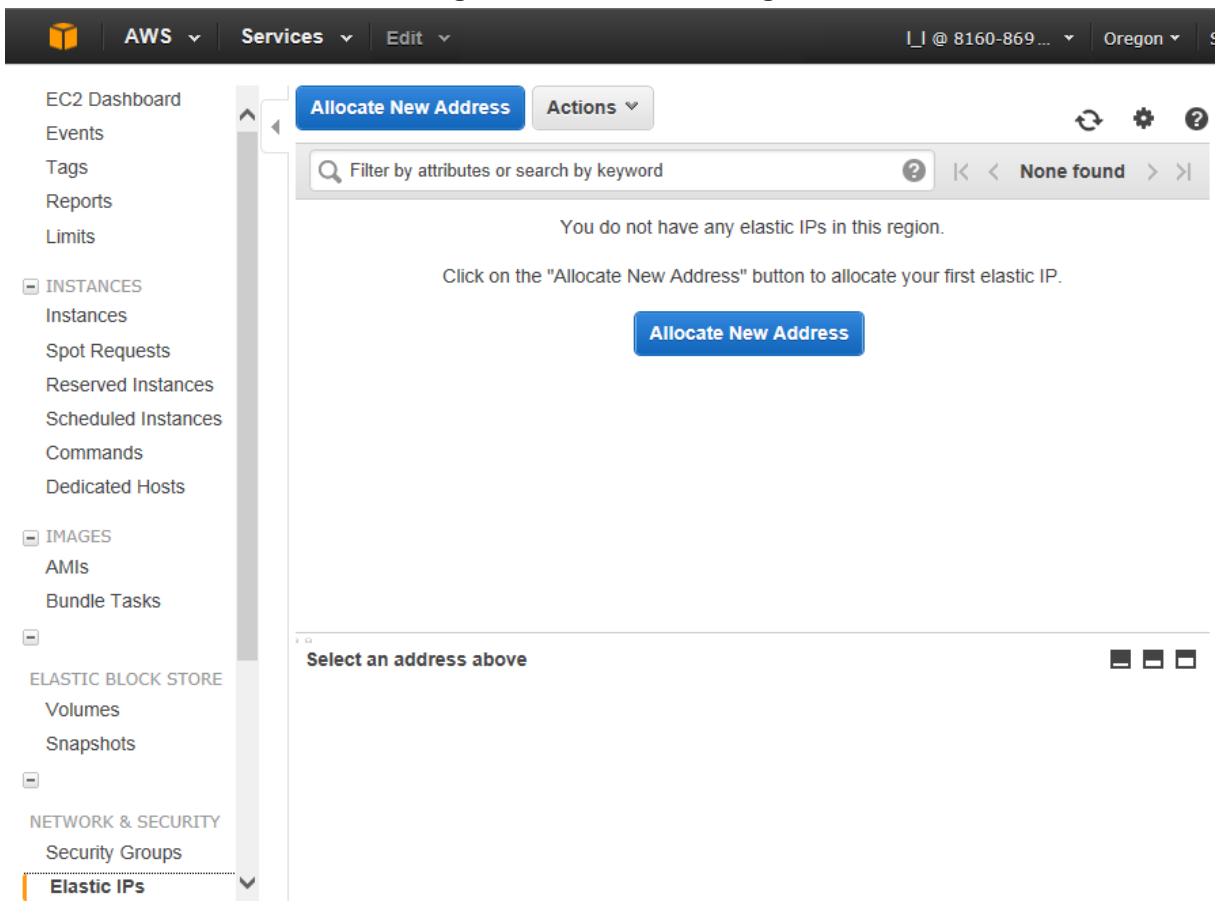 AWS Services Edit I_I @ 8160-869... Oregon
EC2 Dashboard
Events
Tags
Reports
Limits
INSTANCES
Instances
Spot Requests
Reserved Instances
Scheduled Instances
Commands
Dedicated Hosts
IMAGES
AMIs
Bundle Tasks
ELASTIC BLOCK STORE
Volumes
Snapshots
NETWORK & SECURITY
Security Groups
Elastic IPs
Allocate New Address Actions
Filter by attributes or search by keyword None found
You do not have any elastic IPs in this region.
Click on the "Allocate New Address" button to allocate your first elastic IP.
Allocate New Address
Select an address above